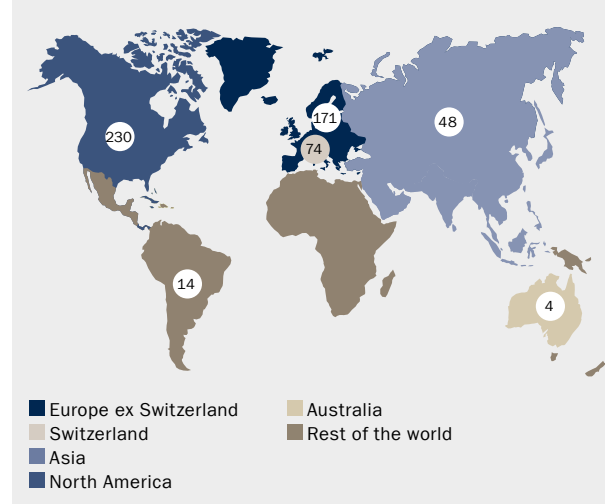 230
171
74
48
14
4
Europe ex Switzerland
Switzerland
Asia
North America
Australia
Rest of the world